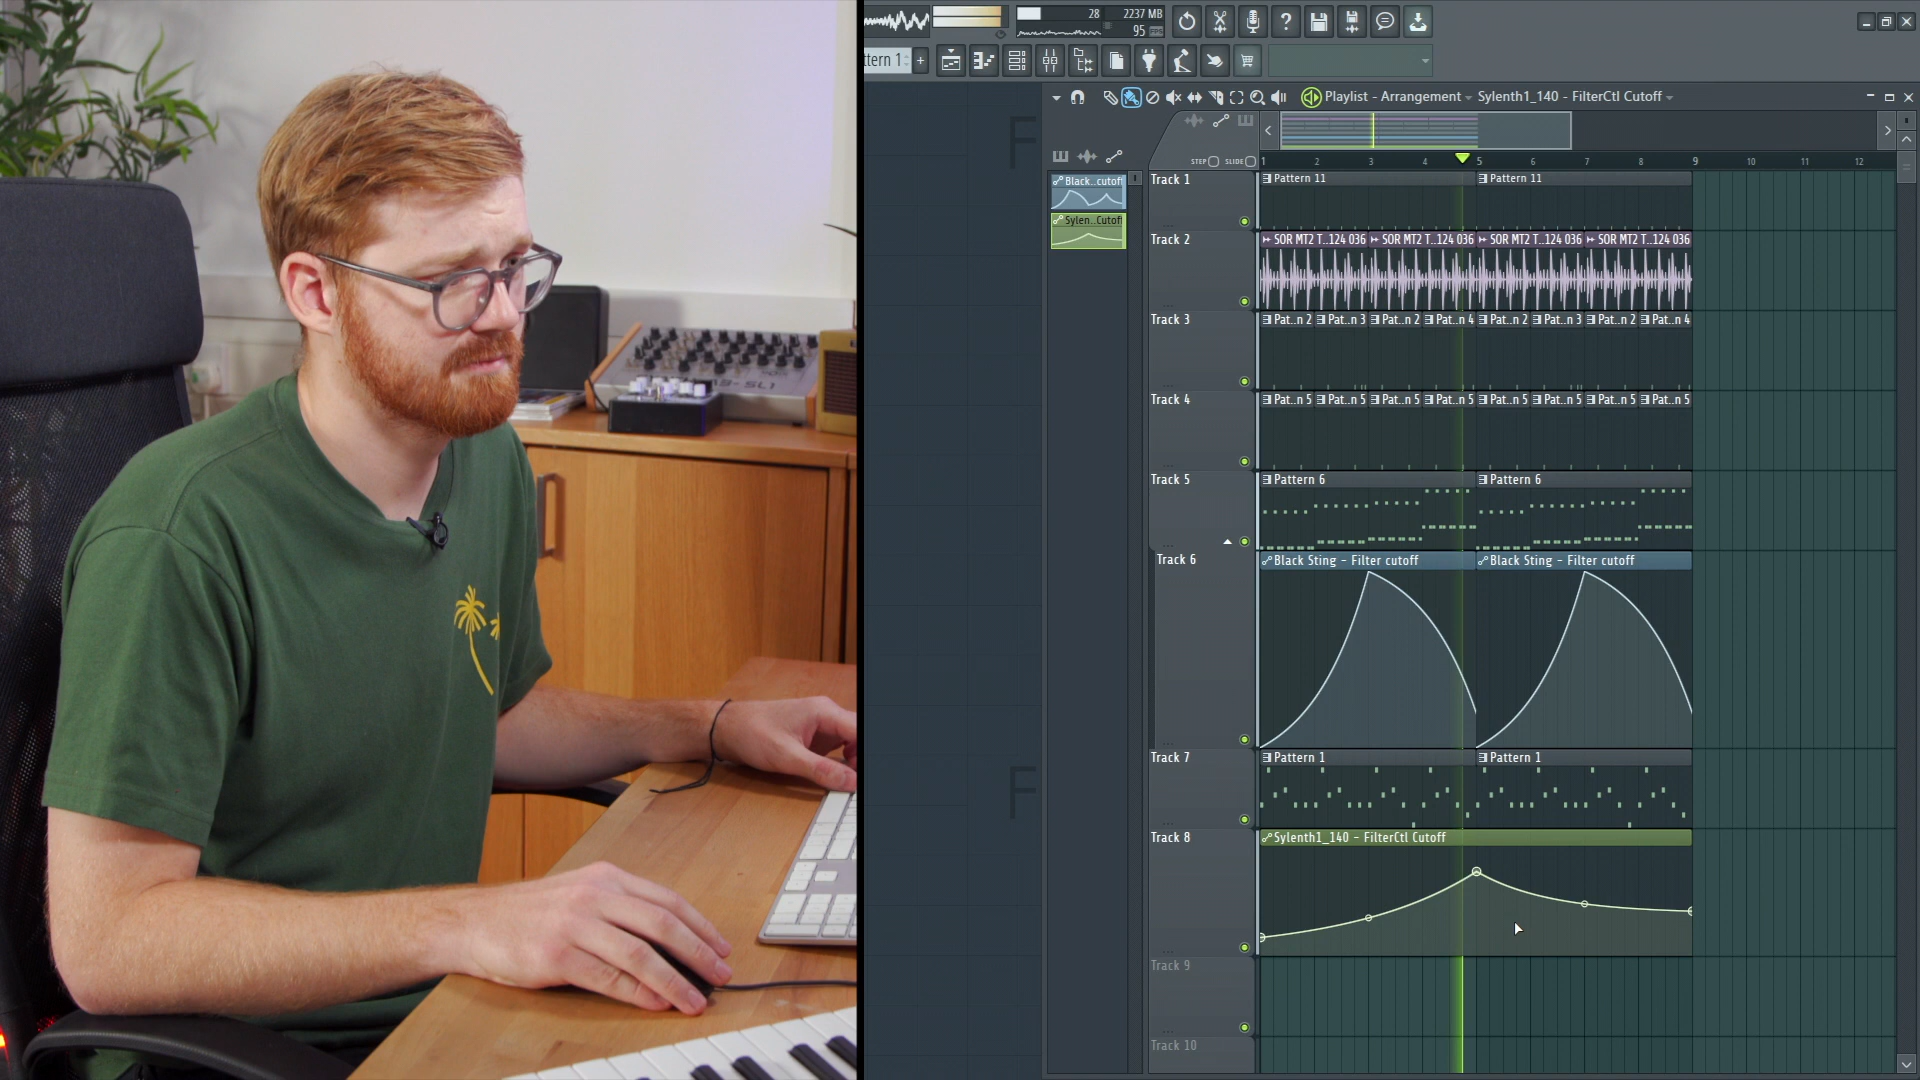 28
2237 MB
95
ttern 1
+
Playlist - Arrangement
Sylenth1_140 - FilterCtl Cutoff
STEP
SLIDE
1
2
3
4
5
6
7
8
9
10
11
12
Black..cutoff
Sylen..Cutoff
Track 1
Pattern 11
Pattern 11
Track 2
SOR MT2 T..124 036
SOR MT2 T..124 036
SOR MT2 T..124 036
SOR MT2 T..124 036
Track 3
Pat..n 2
Pat..n 3
Pat..n 2
Pat..n 4
Pat..n 2
Pat..n 3
Pat..n 2
Pat..n 4
Track 4
Pat..n 5
Pat..n 5
Pat..n 5
Pat..n 5
Pat..n 5
Pat..n 5
Pat..n 5
Pat..n 5
Track 5
Pattern 6
Pattern 6
Track 6
Black Sting - Filter cutoff
Black Sting - Filter cutoff
Track 7
Pattern 1
Pattern 1
Track 8
Sylenth1_140 - FilterCtl Cutoff
Track 9
Track 10